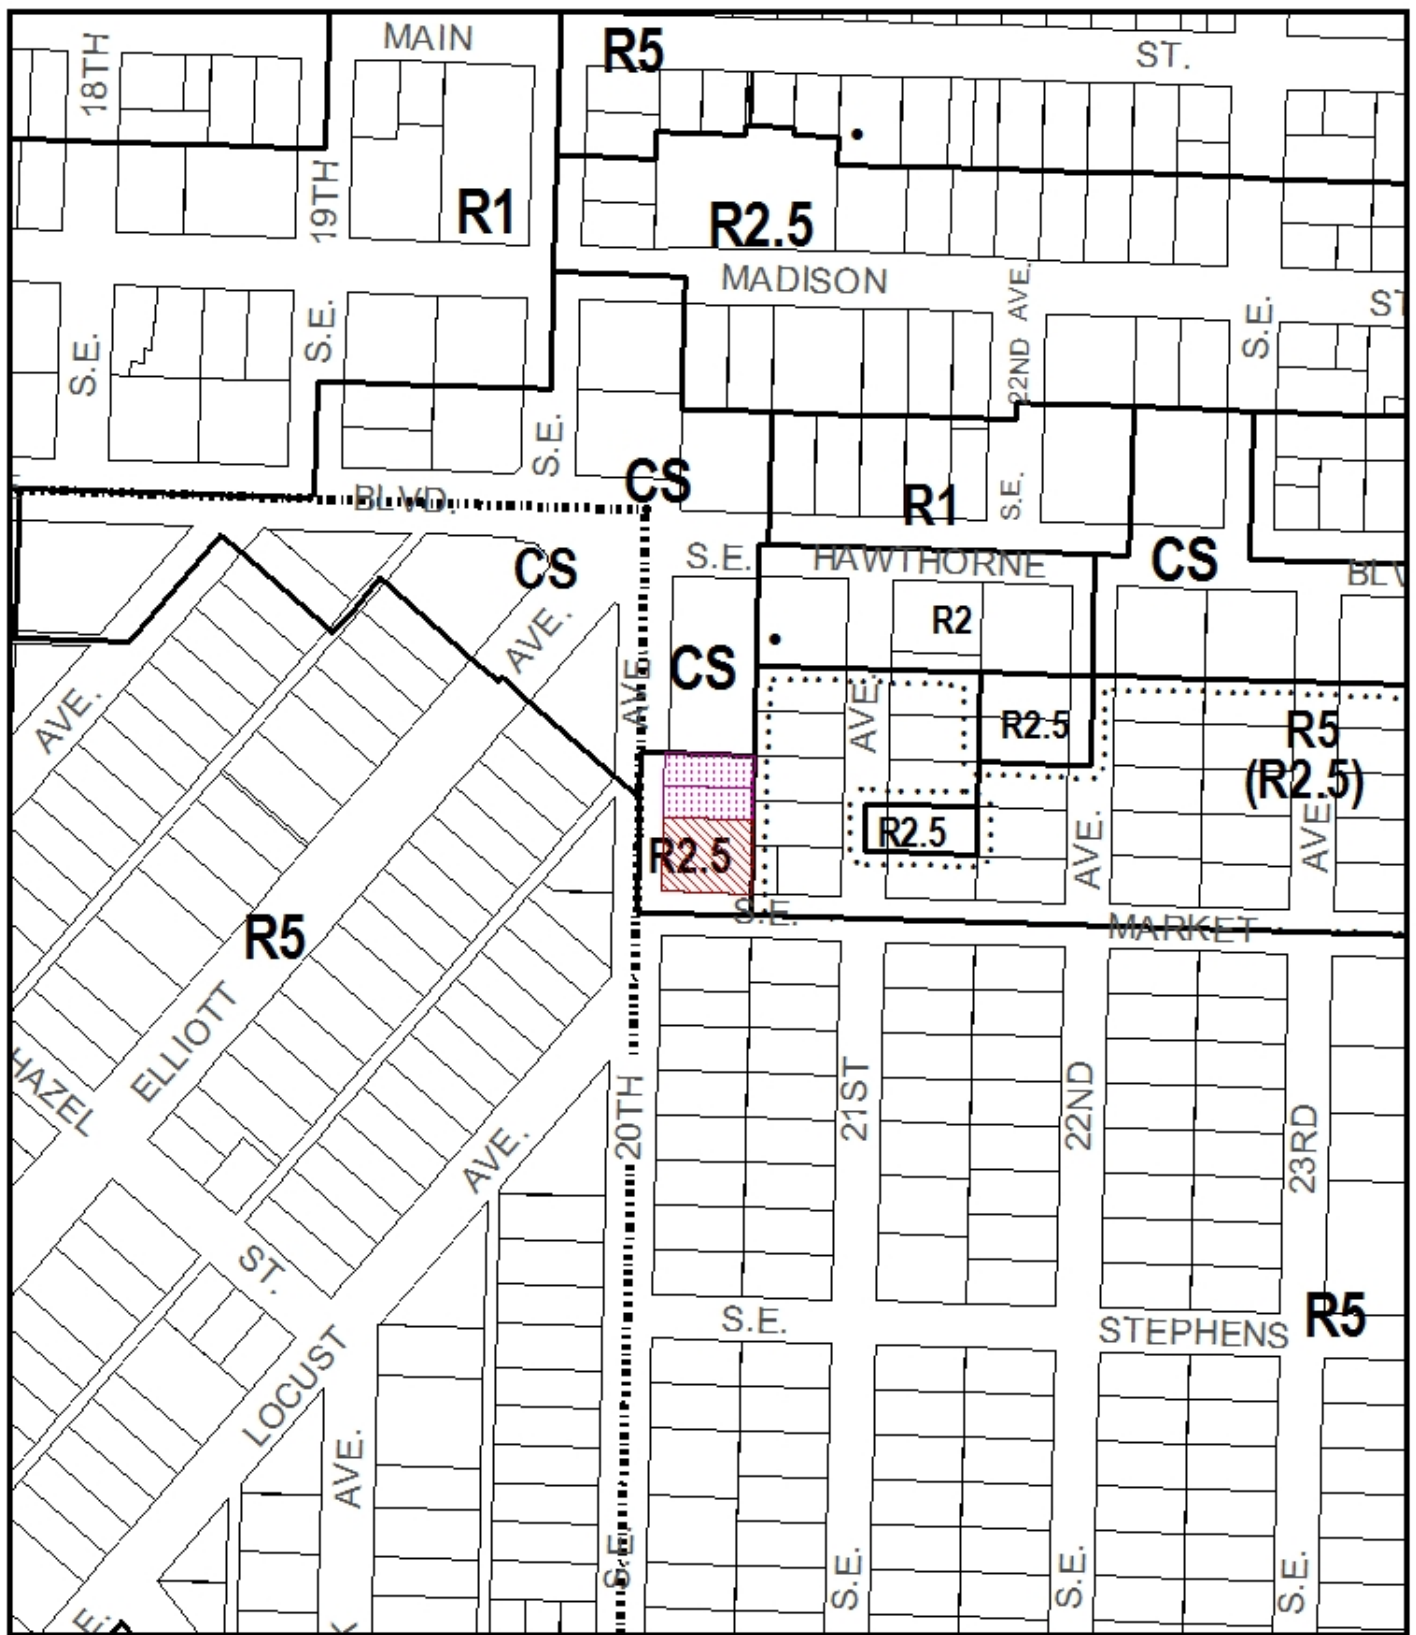 MAIN
R5
ST.
18TH
19TH
R1
R2.5
MADISON
22ND AVE.
S.E.
ST
S.E.
S.E.
S.E.
CS
BLVD.
R1
S.E.
CS
S.E.
HAWTHORNE
CS
BLV
R2
AVE.
AVE
CS
AVE.
AVE.
R2.5
R5
(R2.5)
R2.5
R2.5
AVE.
AVE
S.E.
MARKET
R5
HAZEL
ELLIOTT
AVE.
20TH
21ST
22ND
23RD
ST.
S.E.
STEPHENS
R5
LOCUST
AVE.
S.E.
S.E.
S.E.
S.E.
E.
K